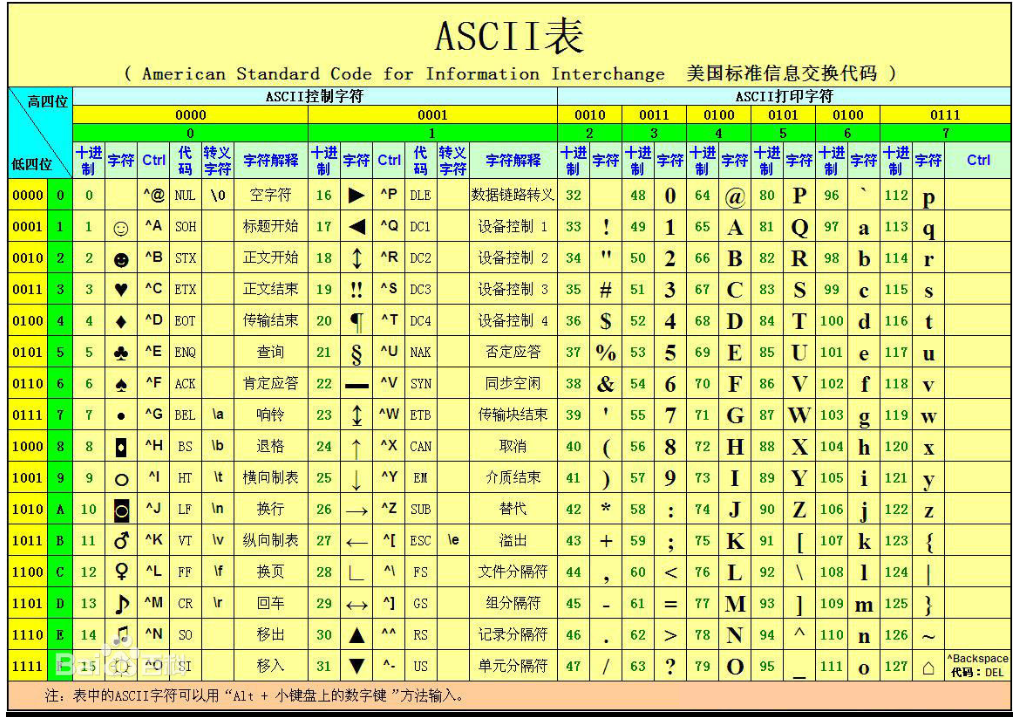 ASCII表
( American Standard Code for Information Interchange 美国标准信息交换代码 )
高四位 ASCII控制字符 ASCII打印字符
0000 0001 0010 0011 0100 0101 0100 0111
0 1 2 3 4 5 6 7
低四位 十进制 字符 Ctrl 代码 转义字符 字符解释 十进制 字符 Ctrl 代码 转义字符 字符解释 十进制 字符 十进制 字符 十进制 字符 十进制 字符 十进制 字符 十进制 字符 Ctrl
0000 0 0 ^@ NUL \0 空字符 16 ► ^P DLE 数据链路转义 32 48 0 64 @ 80 P 96 ` 112 p
0001 1 1 ☺ ^A SOH 标题开始 17 ◄ ^Q DC1 设备控制 1 33 ! 49 1 65 A 81 Q 97 a 113 q
0010 2 2 ☻ ^B STX 正文开始 18 ↕ ^R DC2 设备控制 2 34 " 50 2 66 B 82 R 98 b 114 r
0011 3 3 ♥ ^C ETX 正文结束 19 ‼ ^S DC3 设备控制 3 35 # 51 3 67 C 83 S 99 c 115 s
0100 4 4 ♦ ^D EOT 传输结束 20 ¶ ^T DC4 设备控制 4 36 $ 52 4 68 D 84 T 100 d 116 t
0101 5 5 ♣ ^E ENQ 查询 21 § ^U NAK 否定应答 37 % 53 5 69 E 85 U 101 e 117 u
0110 6 6 ♠ ^F ACK 肯定应答 22 ▬ ^V SYN 同步空闲 38 & 54 6 70 F 86 V 102 f 118 v
0111 7 7 • ^G BEL \a 响铃 23 ↨ ^W ETB 传输块结束 39 ' 55 7 71 G 87 W 103 g 119 w
1000 8 8 ◘ ^H BS \b 退格 24 ↑ ^X CAN 取消 40 ( 56 8 72 H 88 X 104 h 120 x
1001 9 9 ○ ^I HT \t 横向制表 25 ↓ ^Y EM 介质结束 41 ) 57 9 73 I 89 Y 105 i 121 y
1010 A 10 ◙ ^J LF \n 换行 26 → ^Z SUB 替代 42 * 58 : 74 J 90 Z 106 j 122 z
1011 B 11 ♂ ^K VT \v 纵向制表 27 ← ^[ ESC \e 溢出 43 + 59 ; 75 K 91 [ 107 k 123 {
1100 C 12 ♀ ^L FF \f 换页 28 ∟ ^\ FS 文件分隔符 44 , 60 < 76 L 92 \ 108 l 124 |
1101 D 13 ♪ ^M CR \r 回车 29 ↔ ^] GS 组分隔符 45 - 61 = 77 M 93 ] 109 m 125 }
1110 E 14 ♫ ^N SO 移出 30 ▲ ^^ RS 记录分隔符 46 . 62 > 78 N 94 ^ 110 n 126 ~
1111 15 ☼ ^O SI 移入 31 ▼ ^- US 单元分隔符 47 / 63 ? 79 O 95 _ 111 o 127 ⌂ ^Backspace 代码：DEL
Baidu百科
注：表中的ASCII字符可以用“Alt + 小键盘上的数字键”方法输入。